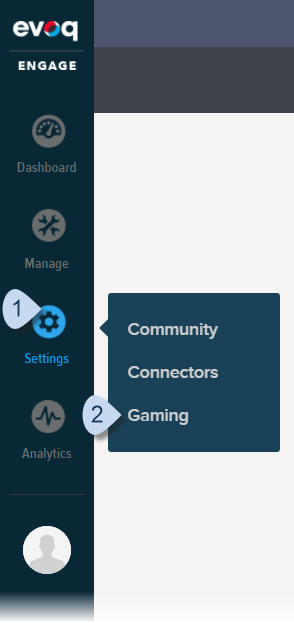 evoq
ENGAGE
Dashboard
Manage
1
Settings
Community
Connectors
2
Gaming
Analytics